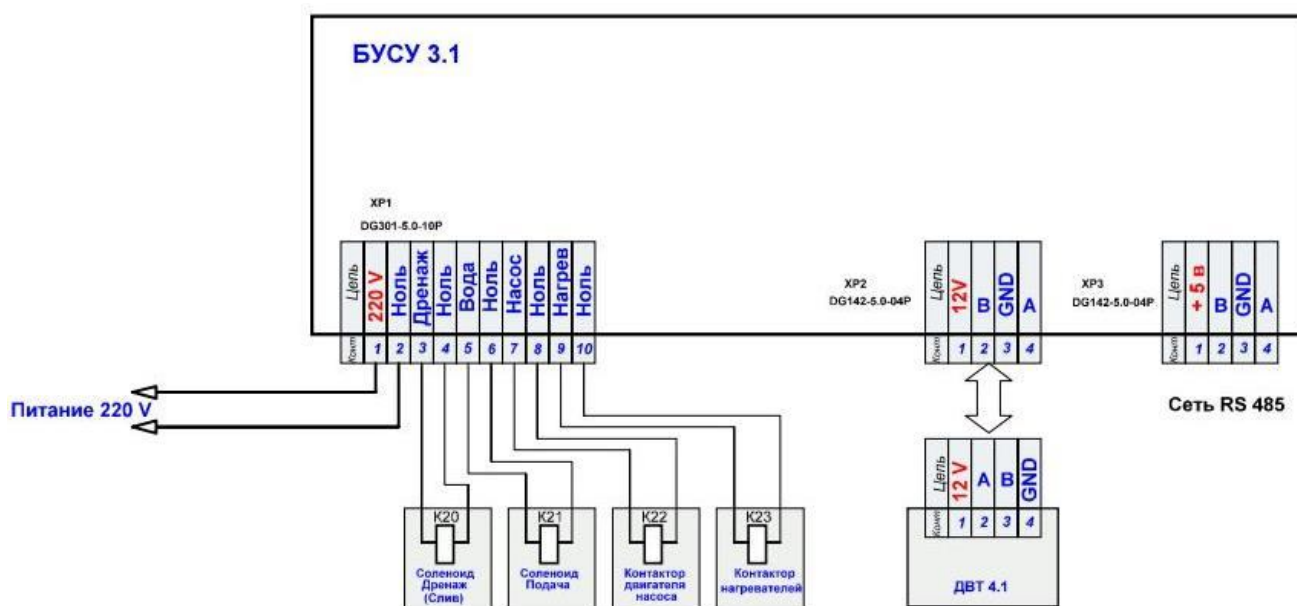 БУСУ 3.1
XP1
DG301-5.0-10P
Цепь 220 V Ноль Дренаж Ноль Вода Ноль Насос Ноль Нагрев Ноль
Конт 1 2 3 4 5 6 7 8 9 10
XP2
DG142-5.0-04P
Цепь 12V B GND A
Конт 1 2 3 4
XP3
DG142-5.0-04P
Цепь + 5 в B GND A
Конт 1 2 3 4
Питание 220 V
Сеть RS 485
Цепь 12 V A B GND
Конт 1 2 3 4
ДВТ 4.1
K20
Соленоид
Дренаж
(Слив)
K21
Соленоид
Подача
K22
Контактор
двигателя
насоса
K23
Контактор
нагревателей